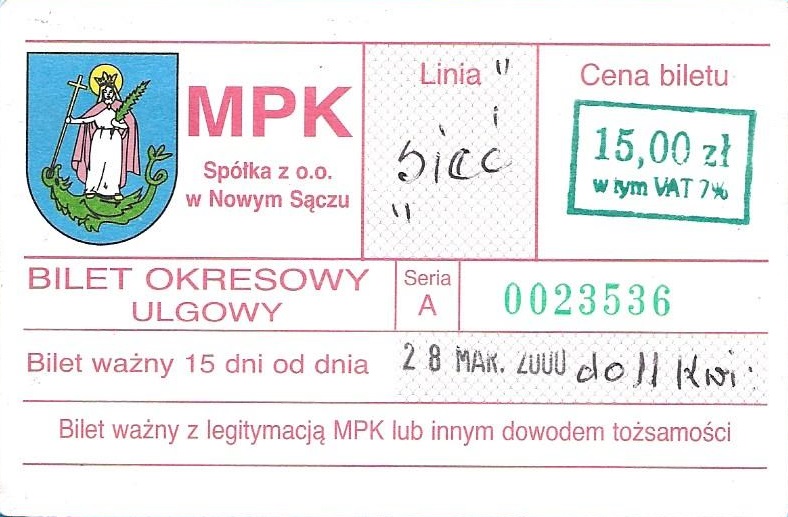 MPK
Spółka z o.o.
w Nowym Sączu
Linia "
sieć
"
Cena biletu
15,00 zł
w tym VAT 7%
BILET OKRESOWY
ULGOWY
Seria
A
0023536
Bilet ważny 15 dni od dnia
28 MAR. 2000 do 11 kwi.
Bilet ważny z legitymacją MPK lub innym dowodem tożsamości